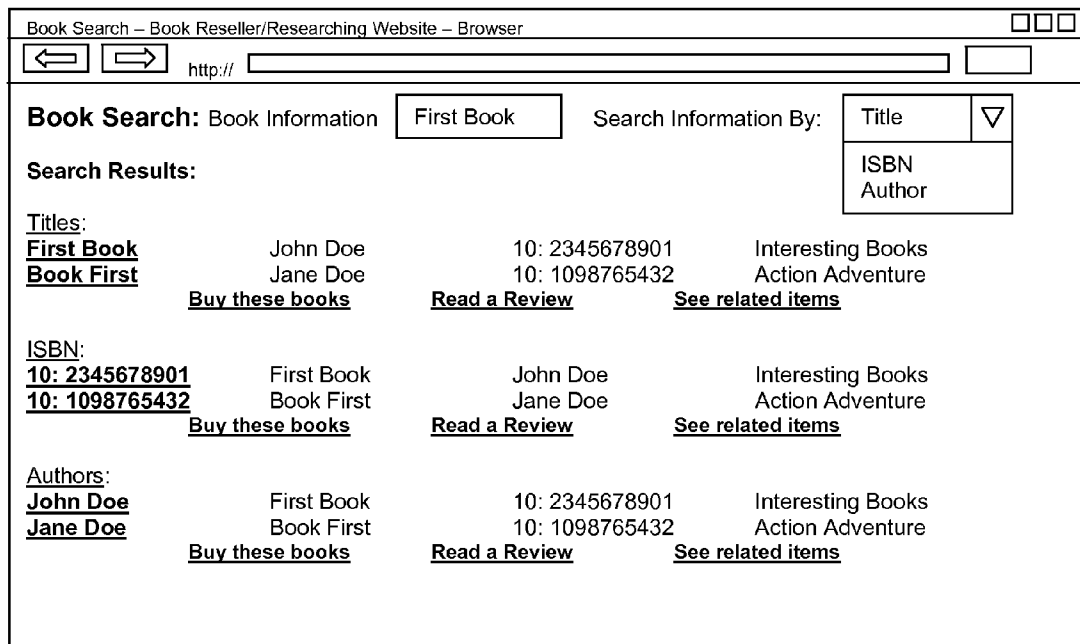 Book Search – Book Reseller/Researching Website – Browser
http://
Book Search: Book Information First Book Search Information By: Title
ISBN
Author
Search Results:
Titles:
First Book John Doe 10: 2345678901 Interesting Books
Book First Jane Doe 10: 1098765432 Action Adventure
Buy these books Read a Review See related items
ISBN:
10: 2345678901 First Book John Doe Interesting Books
10: 1098765432 Book First Jane Doe Action Adventure
Buy these books Read a Review See related items
Authors:
John Doe First Book 10: 2345678901 Interesting Books
Jane Doe Book First 10: 1098765432 Action Adventure
Buy these books Read a Review See related items